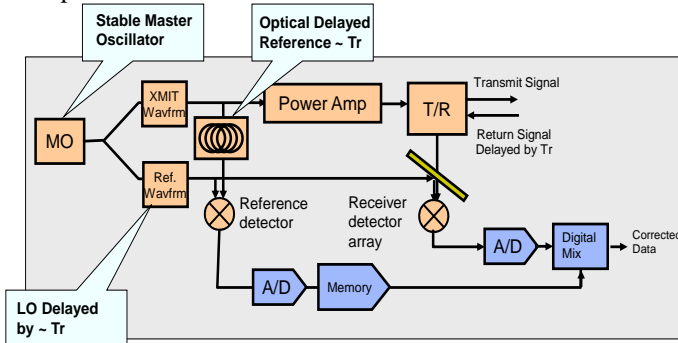 Stable Master
Oscillator
Optical Delayed
Reference ~ Tr
XMIT
Wavfrm
Power Amp
T/R
Transmit Signal
Return Signal
Delayed by Tr
MO
Ref.
Wavfrm
Reference
detector
Receiver
detector
array
A/D
Digital
Mix
Corrected
Data
A/D
Memory
LO Delayed
by ~ Tr